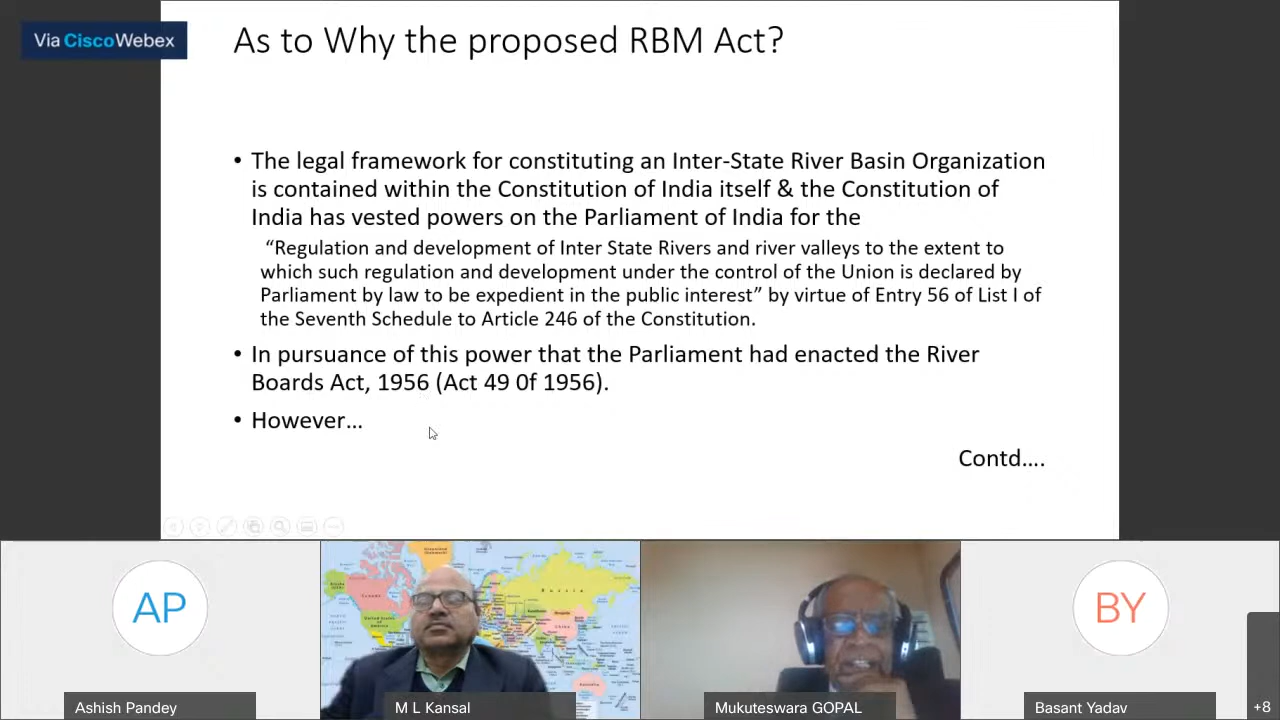 Via CiscoWebex
As to Why the proposed RBM Act?
• The legal framework for constituting an Inter-State River Basin Organization
is contained within the Constitution of India itself & the Constitution of
India has vested powers on the Parliament of India for the
“Regulation and development of Inter State Rivers and river valleys to the extent to
which such regulation and development under the control of the Union is declared by
Parliament by law to be expedient in the public interest” by virtue of Entry 56 of List I of
the Seventh Schedule to Article 246 of the Constitution.
• In pursuance of this power that the Parliament had enacted the River
Boards Act, 1956 (Act 49 0f 1956).
• However…
Contd….
AP
BY
Russia
Canada
China
Ashish Pandey
M L Kansal
Mukuteswara GOPAL
Basant Yadav
+8